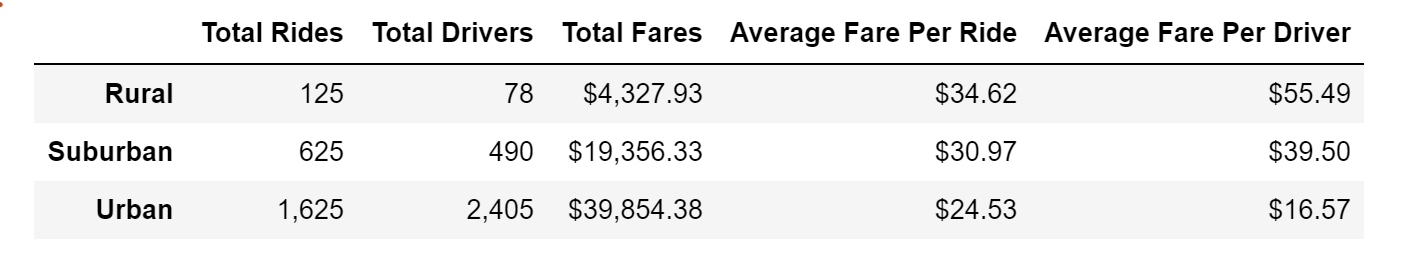 Total Rides Total Drivers Total Fares Average Fare Per Ride Average Fare Per Driver
Rural 125 78 $4,327.93 $34.62 $55.49
Suburban 625 490 $19,356.33 $30.97 $39.50
Urban 1,625 2,405 $39,854.38 $24.53 $16.57